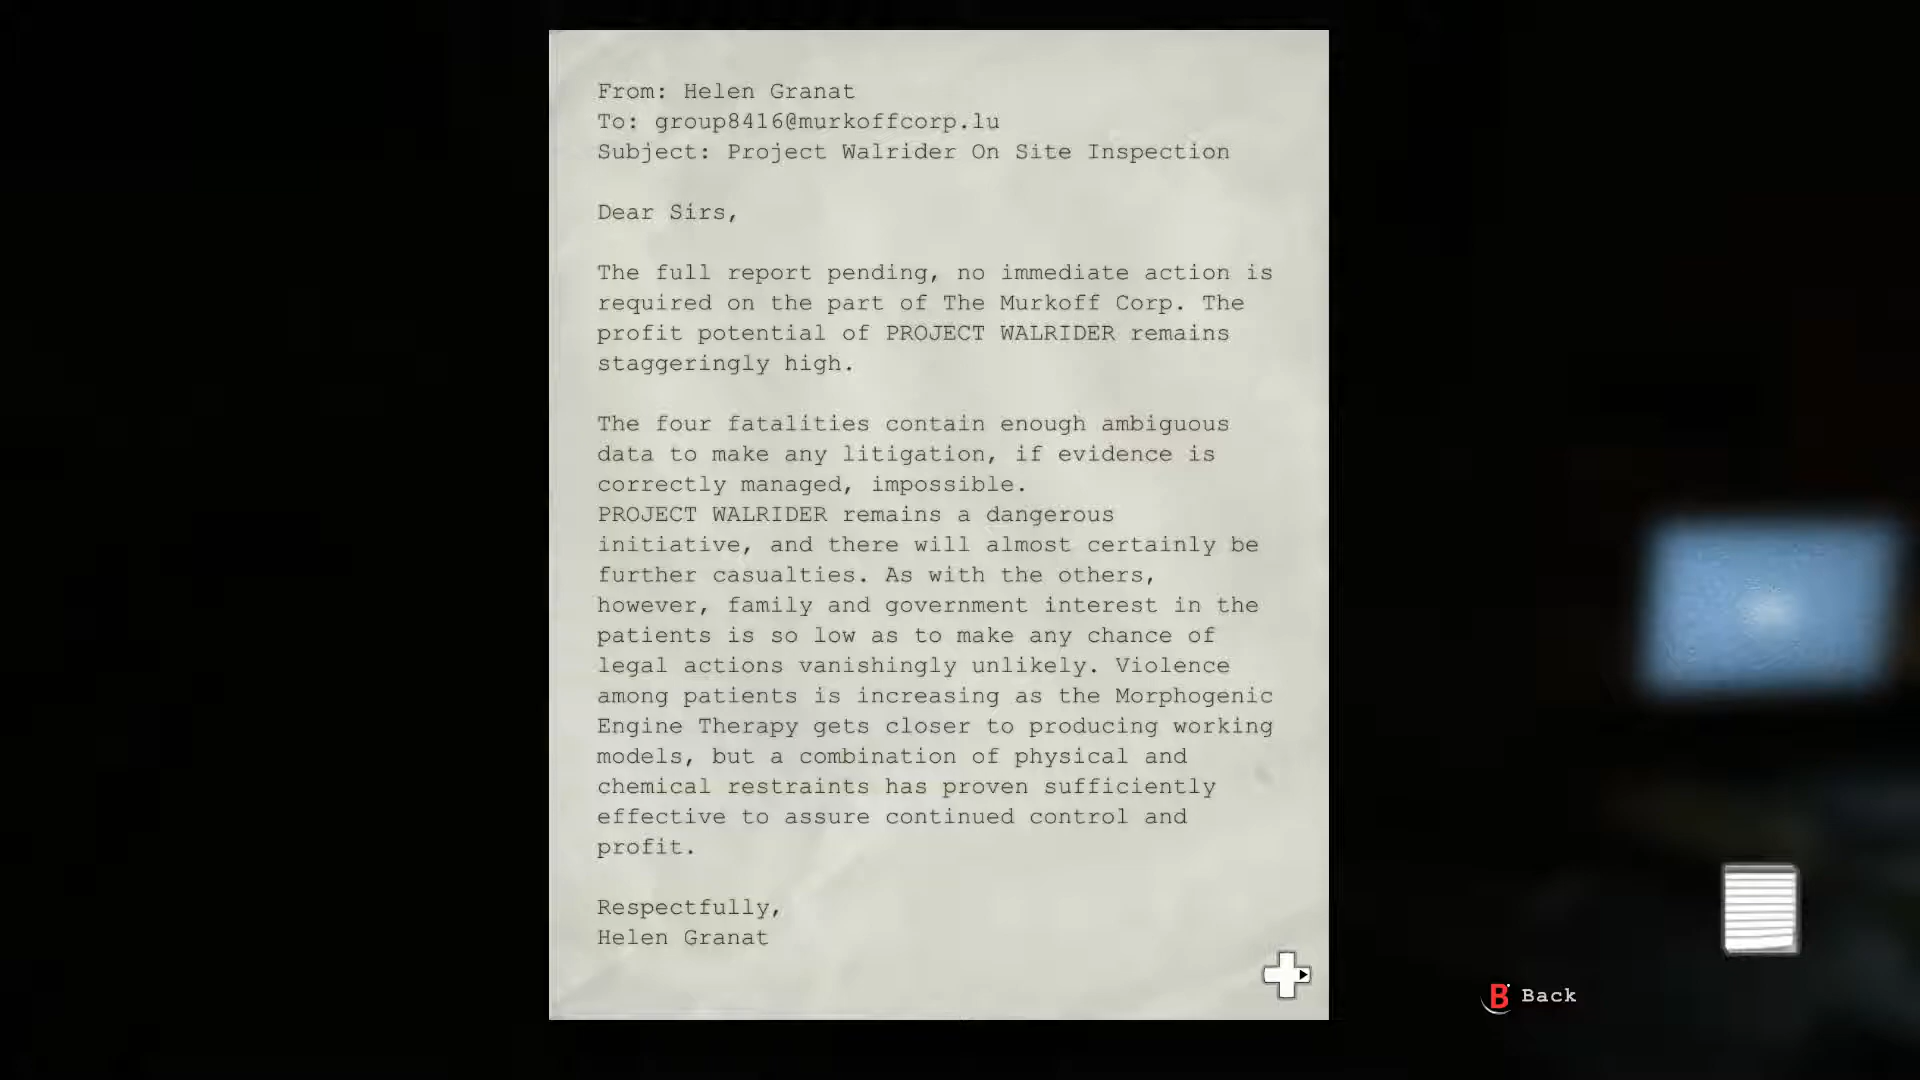 From: Helen Granat
To: group8416@murkoffcorp.lu
Subject: Project Walrider On Site Inspection
Dear Sirs,
The full report pending, no immediate action is
required on the part of The Murkoff Corp. The
profit potential of PROJECT WALRIDER remains
staggeringly high.
The four fatalities contain enough ambiguous
data to make any litigation, if evidence is
correctly managed, impossible.
PROJECT WALRIDER remains a dangerous
initiative, and there will almost certainly be
further casualties. As with the others,
however, family and government interest in the
patients is so low as to make any chance of
legal actions vanishingly unlikely. Violence
among patients is increasing as the Morphogenic
Engine Therapy gets closer to producing working
models, but a combination of physical and
chemical restraints has proven sufficiently
effective to assure continued control and
profit.
Respectfully,
Helen Granat
B Back